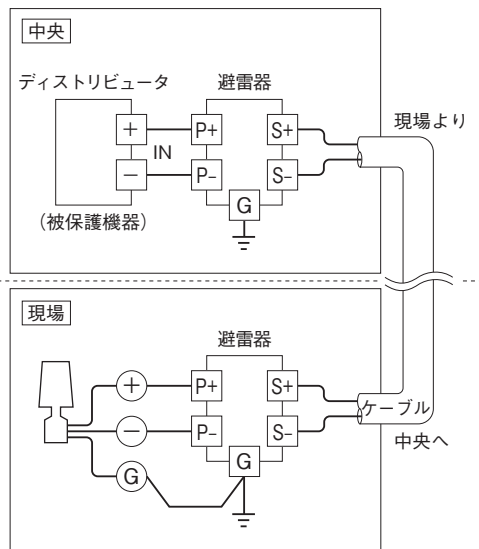 中央
ディストリビュータ 避雷器
+ P+ S+ 現場より
IN
− P− S−
G
(被保護機器)
現場
避雷器
+ P+ S+
ケーブル
− P− S−
中央へ
G
G